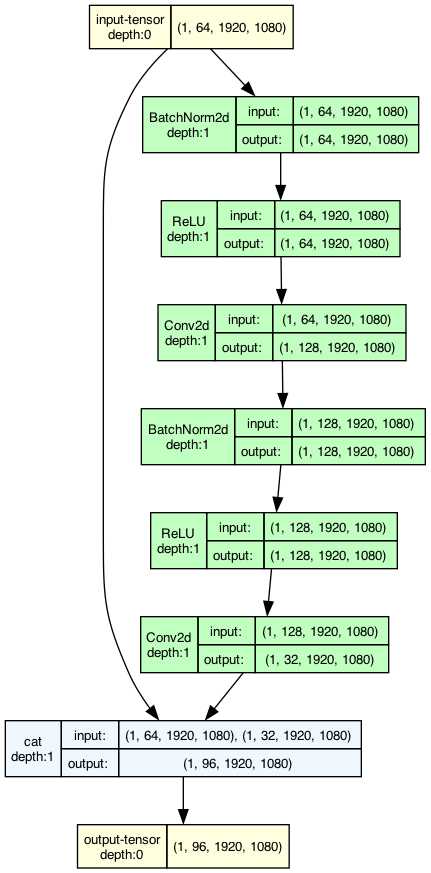 input-tensor
depth:0
(1, 64, 1920, 1080)
BatchNorm2d
depth:1
input:
(1, 64, 1920, 1080)
output:
(1, 64, 1920, 1080)
ReLU
depth:1
input:
(1, 64, 1920, 1080)
output:
(1, 64, 1920, 1080)
Conv2d
depth:1
input:
(1, 64, 1920, 1080)
output:
(1, 128, 1920, 1080)
BatchNorm2d
depth:1
input:
(1, 128, 1920, 1080)
output:
(1, 128, 1920, 1080)
ReLU
depth:1
input:
(1, 128, 1920, 1080)
output:
(1, 128, 1920, 1080)
Conv2d
depth:1
input:
(1, 128, 1920, 1080)
output:
(1, 32, 1920, 1080)
cat
depth:1
input:
(1, 64, 1920, 1080), (1, 32, 1920, 1080)
output:
(1, 96, 1920, 1080)
output-tensor
depth:0
(1, 96, 1920, 1080)